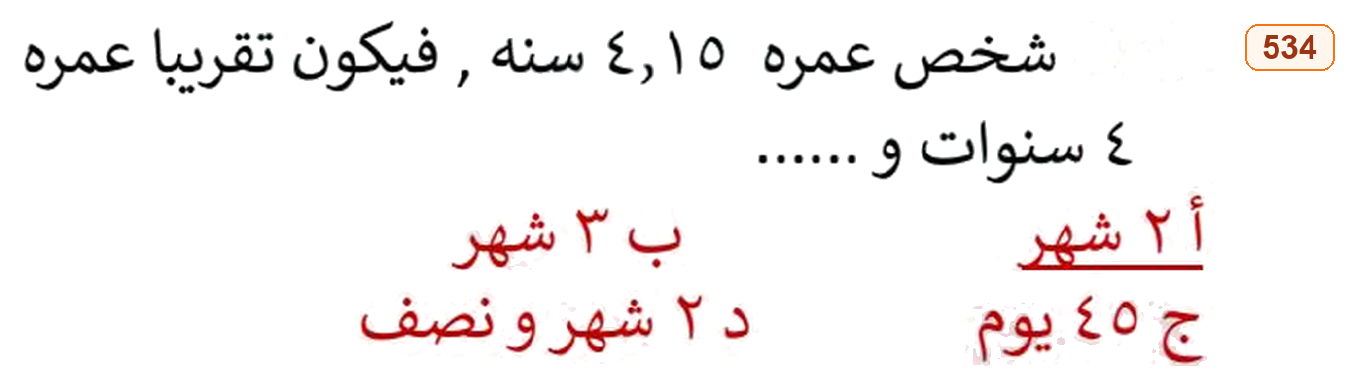 534
شخص عمره ٤,١٥ سنه , فيكون تقريبا عمره
٤ سنوات و ......
أ ٢ شهر ب ٣ شهر
ج ٤٥ يوم د ٢ شهر و نصف